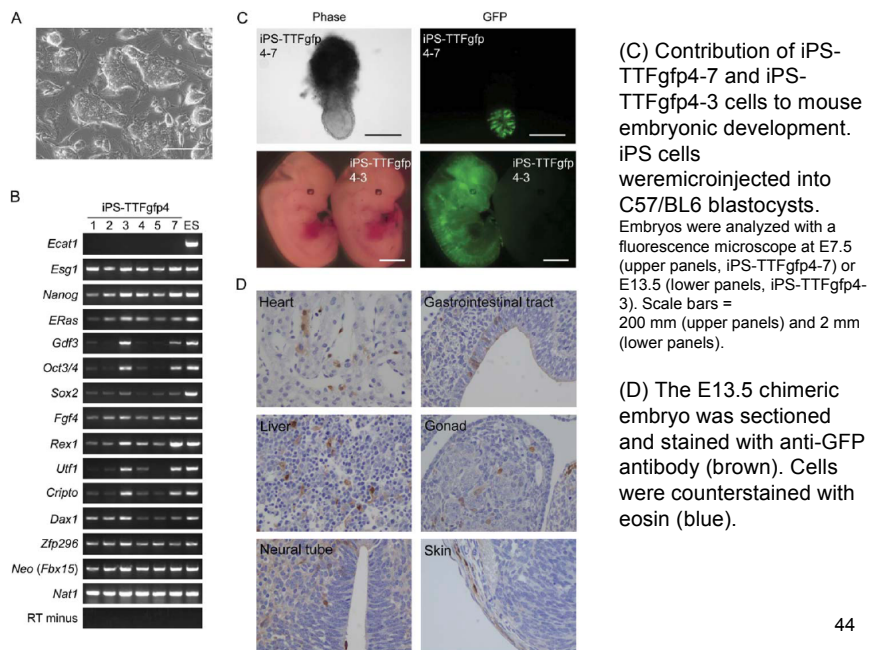 A
C
Phase
GFP
iPS-TTFgfp
4-7
iPS-TTFgfp
4-7
iPS-TTFgfp
4-3
iPS-TTFgfp
4-3
B
iPS-TTFgfp4
1 2 3 4 5 7 ES
Ecat1
Esg1
Nanog
ERas
Gdf3
Oct3/4
Sox2
Fgf4
Rex1
Utf1
Cripto
Dax1
Zfp296
Neo (Fbx15)
Nat1
RT minus
D
Heart
Gastrointestinal tract
Liver
Gonad
Neural tube
Skin
(C) Contribution of iPS-
TTFgfp4-7 and iPS-
TTFgfp4-3 cells to mouse
embryonic development.
iPS cells
weremicroinjected into
C57/BL6 blastocysts.
Embryos were analyzed with a
fluorescence microscope at E7.5
(upper panels, iPS-TTFgfp4-7) or
E13.5 (lower panels, iPS-TTFgfp4-
3). Scale bars =
200 mm (upper panels) and 2 mm
(lower panels).
(D) The E13.5 chimeric
embryo was sectioned
and stained with anti-GFP
antibody (brown). Cells
were counterstained with
eosin (blue).
44